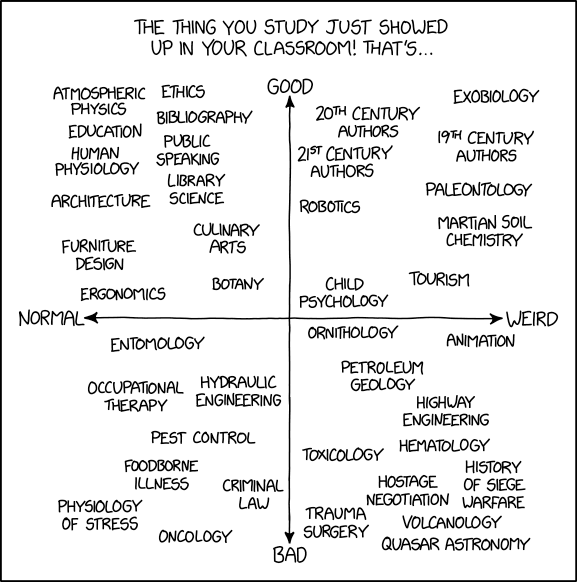 THE THING YOU STUDY JUST SHOWED
UP IN YOUR CLASSROOM! THAT'S...
GOOD
ATMOSPHERIC
PHYSICS
ETHICS
BIBLIOGRAPHY
EDUCATION
PUBLIC
SPEAKING
HUMAN
PHYSIOLOGY
LIBRARY
SCIENCE
ARCHITECTURE
CULINARY
ARTS
FURNITURE
DESIGN
BOTANY
ERGONOMICS
EXOBIOLOGY
20TH CENTURY
AUTHORS
19TH CENTURY
AUTHORS
21ST CENTURY
AUTHORS
PALEONTOLOGY
ROBOTICS
MARTIAN SOIL
CHEMISTRY
TOURISM
CHILD
PSYCHOLOGY
NORMAL
WEIRD
ENTOMOLOGY
OCCUPATIONAL
THERAPY
HYDRAULIC
ENGINEERING
PEST CONTROL
FOODBORNE
ILLNESS
CRIMINAL
LAW
PHYSIOLOGY
OF STRESS
ONCOLOGY
ORNITHOLOGY
ANIMATION
PETROLEUM
GEOLOGY
HIGHWAY
ENGINEERING
TOXICOLOGY
HEMATOLOGY
HISTORY
OF SIEGE
WARFARE
HOSTAGE
NEGOTIATION
TRAUMA
SURGERY
VOLCANOLOGY
QUASAR ASTRONOMY
BAD